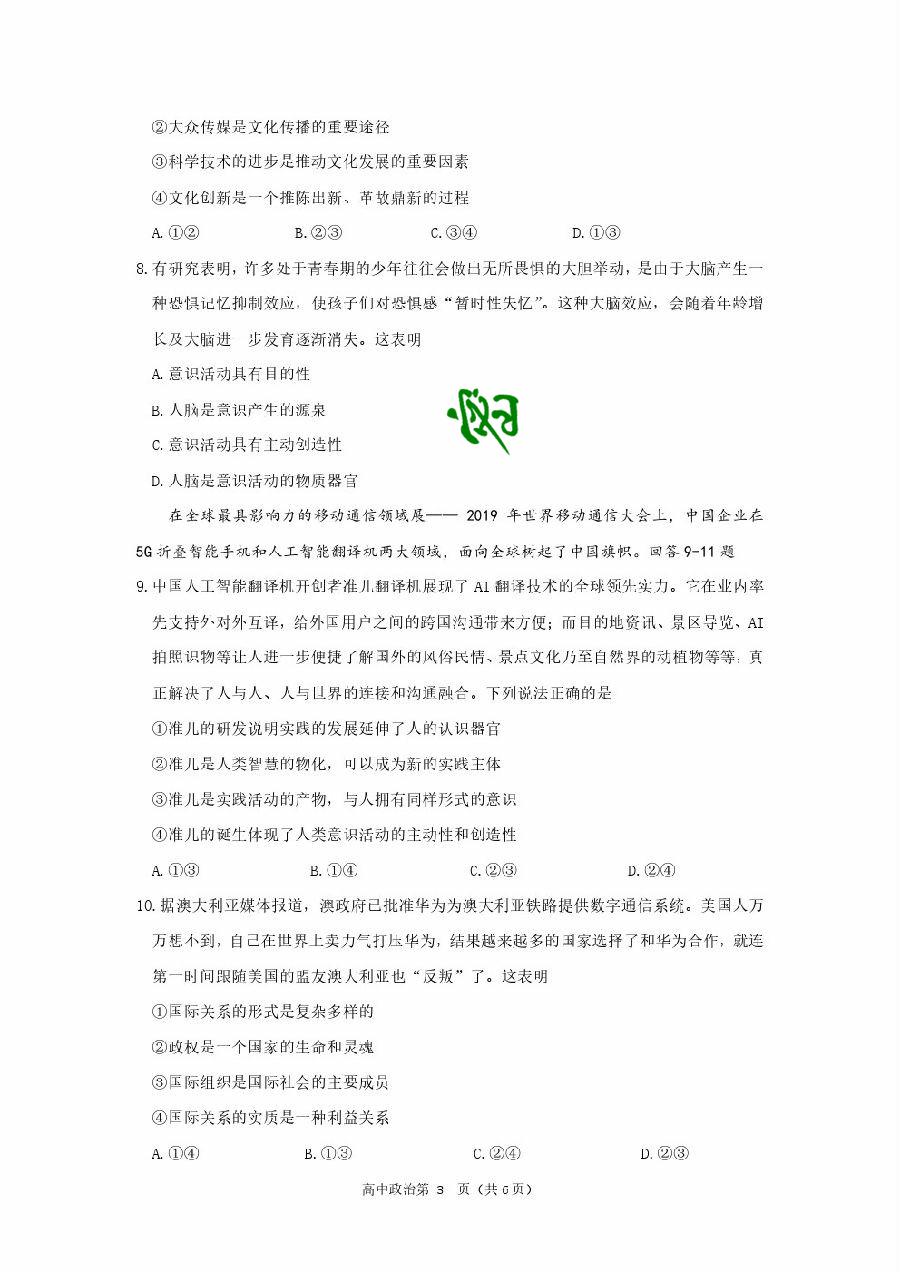 ②大众传媒是文化传播的重要途径
③科学技术的进步是推动文化发展的重要因素
④文化创新是一个推陈出新、革故鼎新的过程
A.①② B.②③ C.③④ D.①③
8.有研究表明,许多处于青春期的少年往往会做出无所畏惧的大胆举动,是由于大脑产生一
种恐惧记忆抑制效应,使孩子们对恐惧感“暂时性失忆”。这种大脑效应,会随着年龄增
长及大脑进 步发育逐渐消失。这表明
A.意识活动具有目的性
B.人脑是意识产生的源泉
C.意识活动具有主动创造性
D.人脑是意识活动的物质器官
在全球最具影响力的移动通信领域展—— 2019 年世界移动通信大会上,中国企业在
5G折叠智能手机和人工智能翻译机两大领域,面向全球树起了中国旗帜。回答9-11题
9.中国人工智能翻译机开创者准儿翻译机展现了AI翻译技术的全球领先实力。它在业内率
先支持外对外互译,给外国用户之间的跨国沟通带来方便;而目的地资讯、景区导览、AI
拍照识物等让人进一步便捷了解国外的风俗民情、景点文化乃至自然界的动植物等等,真
正解决了人与人、人与世界的连接和沟通融合。下列说法正确的是
①准儿的研发说明实践的发展延伸了人的认识器官
②准儿是人类智慧的物化,可以成为新的实践主体
③准儿是实践活动的产物,与人拥有同样形式的意识
④准儿的诞生体现了人类意识活动的主动性和创造性
A.①③ B.①④ C.②③ D.②④
10.据澳大利亚媒体报道,澳政府已批准华为为澳大利亚铁路提供数字通信系统。美国人万
万想不到,自己在世界上卖力气打压华为,结果越来越多的国家选择了和华为合作,就连
第一时间跟随美国的盟友澳大利亚也“反叛”了。这表明
①国际关系的形式是复杂多样的
②政权是一个国家的生命和灵魂
③国际组织是国际社会的主要成员
④国际关系的实质是一种利益关系
A.①④ B.①③ C.②④ D.②③
高中政治第 3 页(共6页)